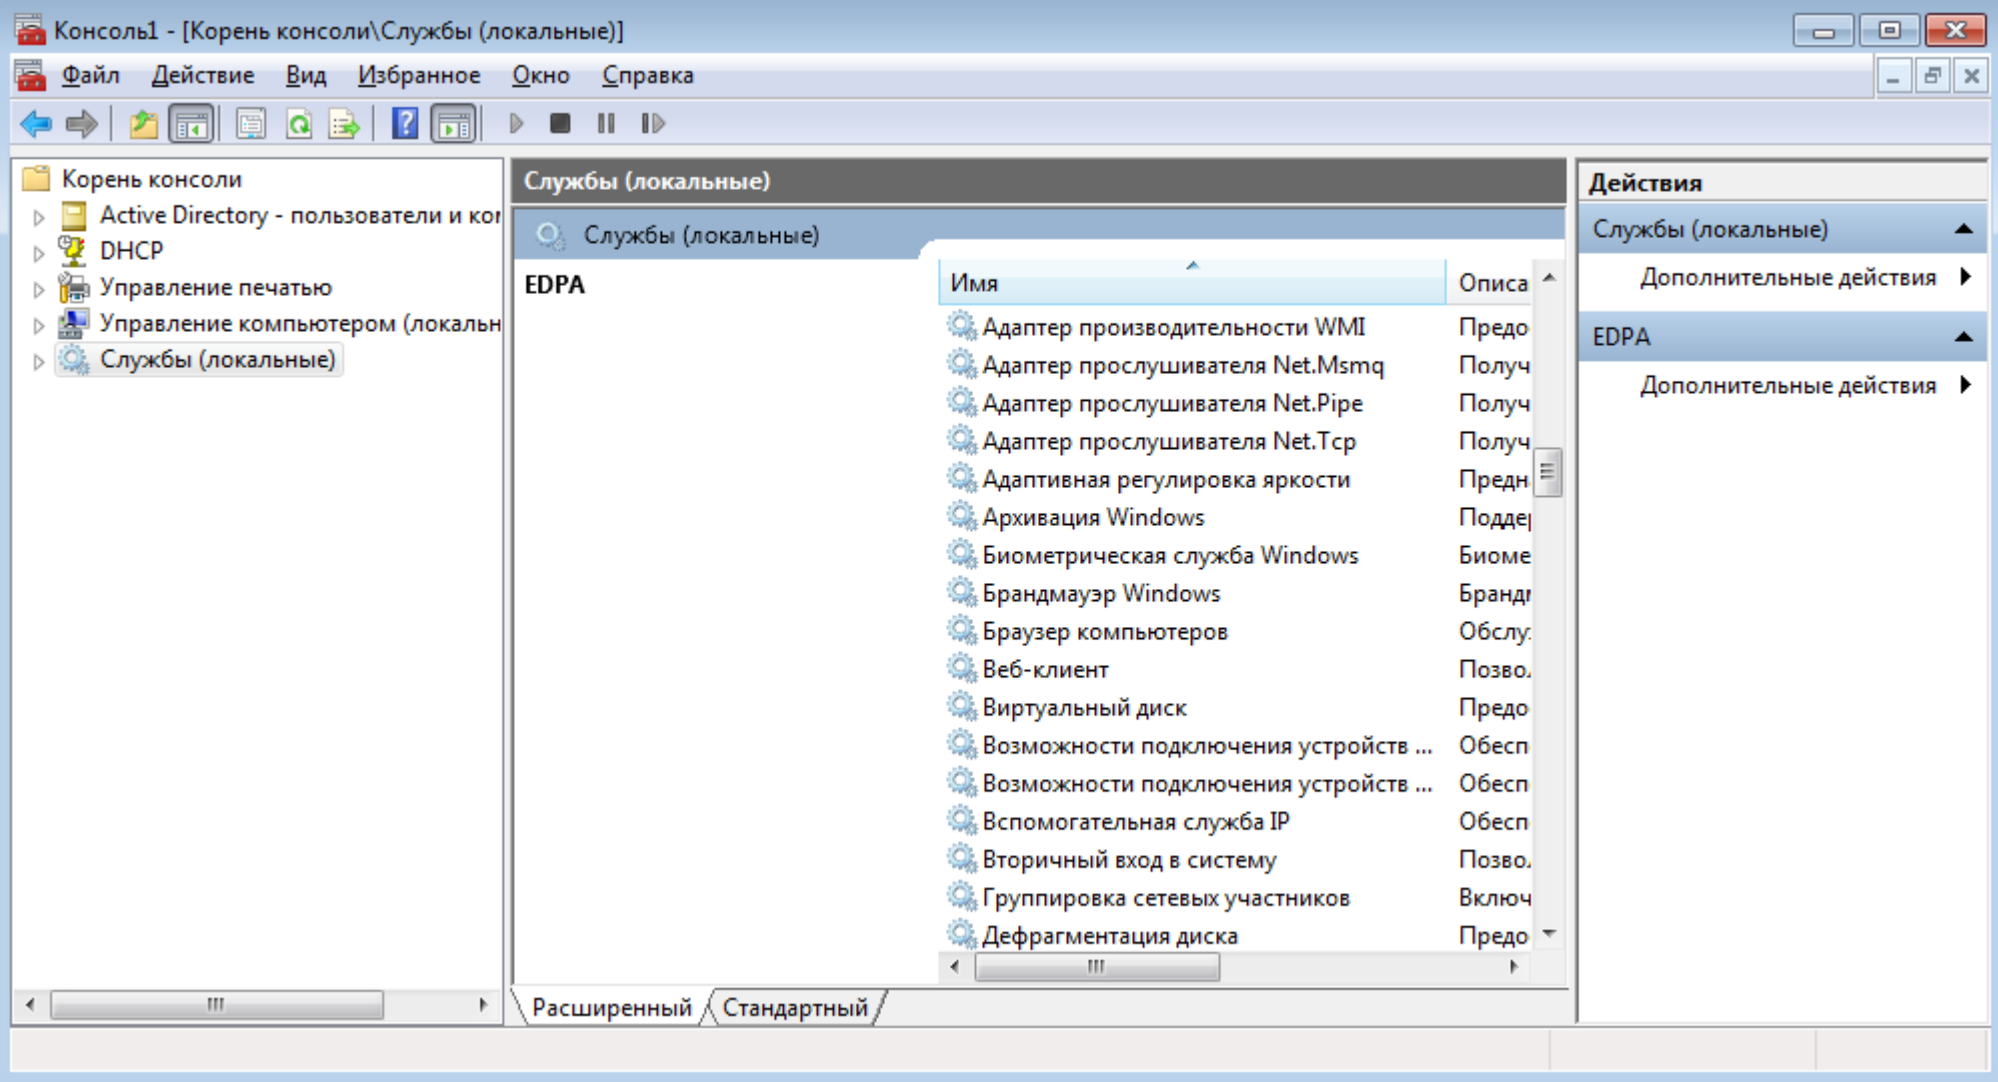 Консоль1 - [Корень консоли\Службы (локальные)]
Файл Действие Вид Избранное Окно Справка
Корень консоли
Active Directory - пользователи и
DHCP
Управление печатью
Управление компьютером
Службы (локальные)
Службы (локальные)
Службы (локальные)
EDPA
Имя Описа
Адаптер производительности WMI Предо
Адаптер прослушивателя Net.Msmq Получ
Адаптер прослушивателя Net.Pipe Получ
Адаптер прослушивателя Net.Tcp Получ
Адаптивная регулировка яркости Предн
Архивация Windows Подде
Биометрическая служба Windows Биоме
Брандмауэр Windows Бранд
Браузер компьютеров Обслу
Веб-клиент Позво
Виртуальный диск Предо
Возможности подключения устройств ... Обесп
Возможности подключения устройств ... Обесп
Вспомогательная служба IP Обесп
Вторичный вход в систему Позво
Группировка сетевых участников Включ
Дефрагментация диска Предо
Расширенный Стандартный
Действия
Службы (локальные)
Дополнительные действия
EDPA
Дополнительные действия